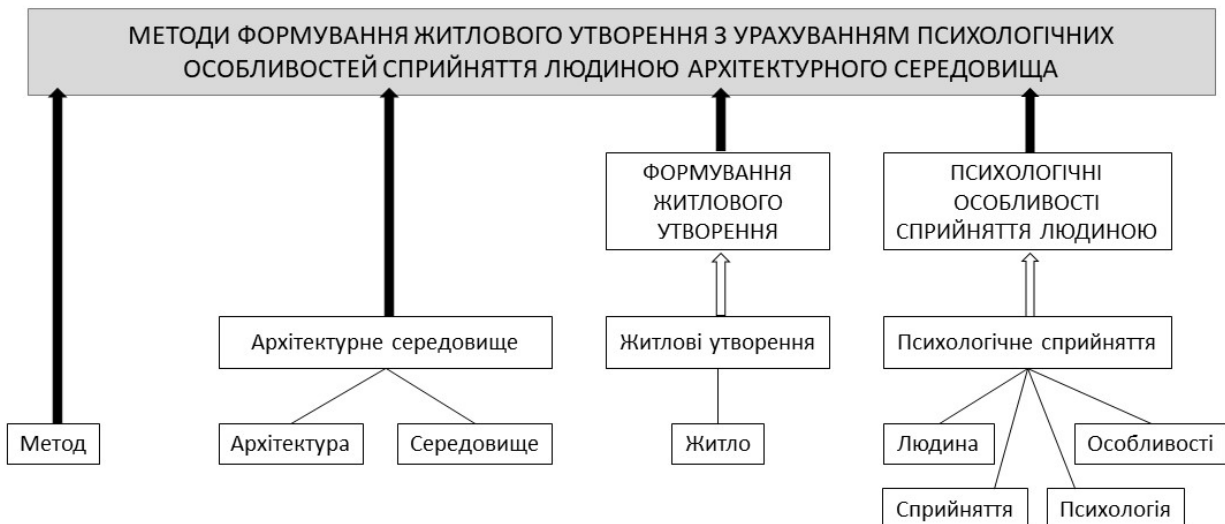 МЕТОДИ ФОРМУВАННЯ ЖИТЛОВОГО УТВОРЕННЯ З УРАХУВАННЯМ ПСИХОЛОГІЧНИХ
ОСОБЛИВОСТЕЙ СПРИЙНЯТТЯ ЛЮДИНОЮ АРХІТЕКТУРНОГО СЕРЕДОВИЩА
ФОРМУВАННЯ
ЖИТЛОВОГО
УТВОРЕННЯ
ПСИХОЛОГІЧНІ
ОСОБЛИВОСТІ
СПРИЙНЯТТЯ ЛЮДИНОЮ
Архітектурне середовище
Житлові утворення
Психологічне сприйняття
Метод
Архітектура
Середовище
Житло
Людина
Особливості
Сприйняття
Психологія